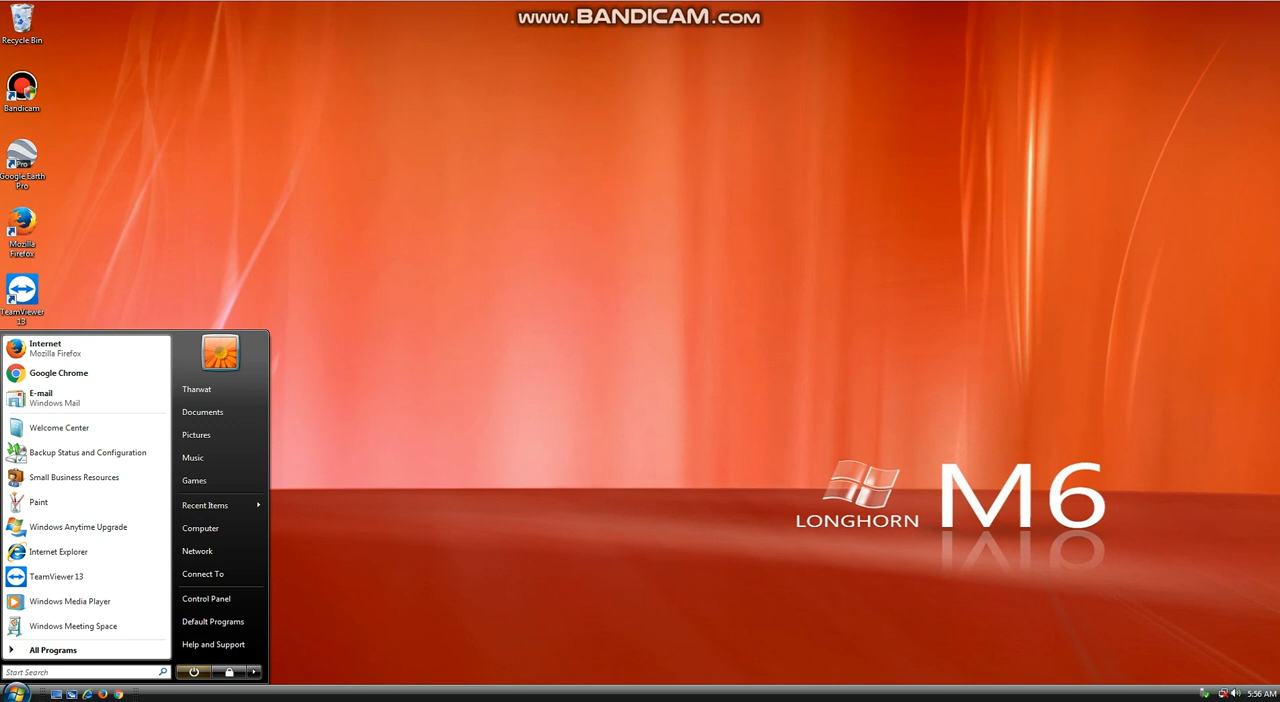 www.BANDICAM.com
Recycle Bin
Bandicam
Pro
Google Earth
Pro
Mozilla
Firefox
TeamViewer
13
Internet
Mozilla Firefox
Google Chrome
E-mail
Windows Mail
Welcome Center
Backup Status and Configuration
Small Business Resources
Paint
Windows Anytime Upgrade
Internet Explorer
TeamViewer 13
Windows Media Player
Windows Meeting Space
All Programs
Start Search
Tharwat
Documents
Pictures
Music
Games
Recent Items
Computer
Network
Connect To
Control Panel
Default Programs
Help and Support
LONGHORN
M6
5:56 AM